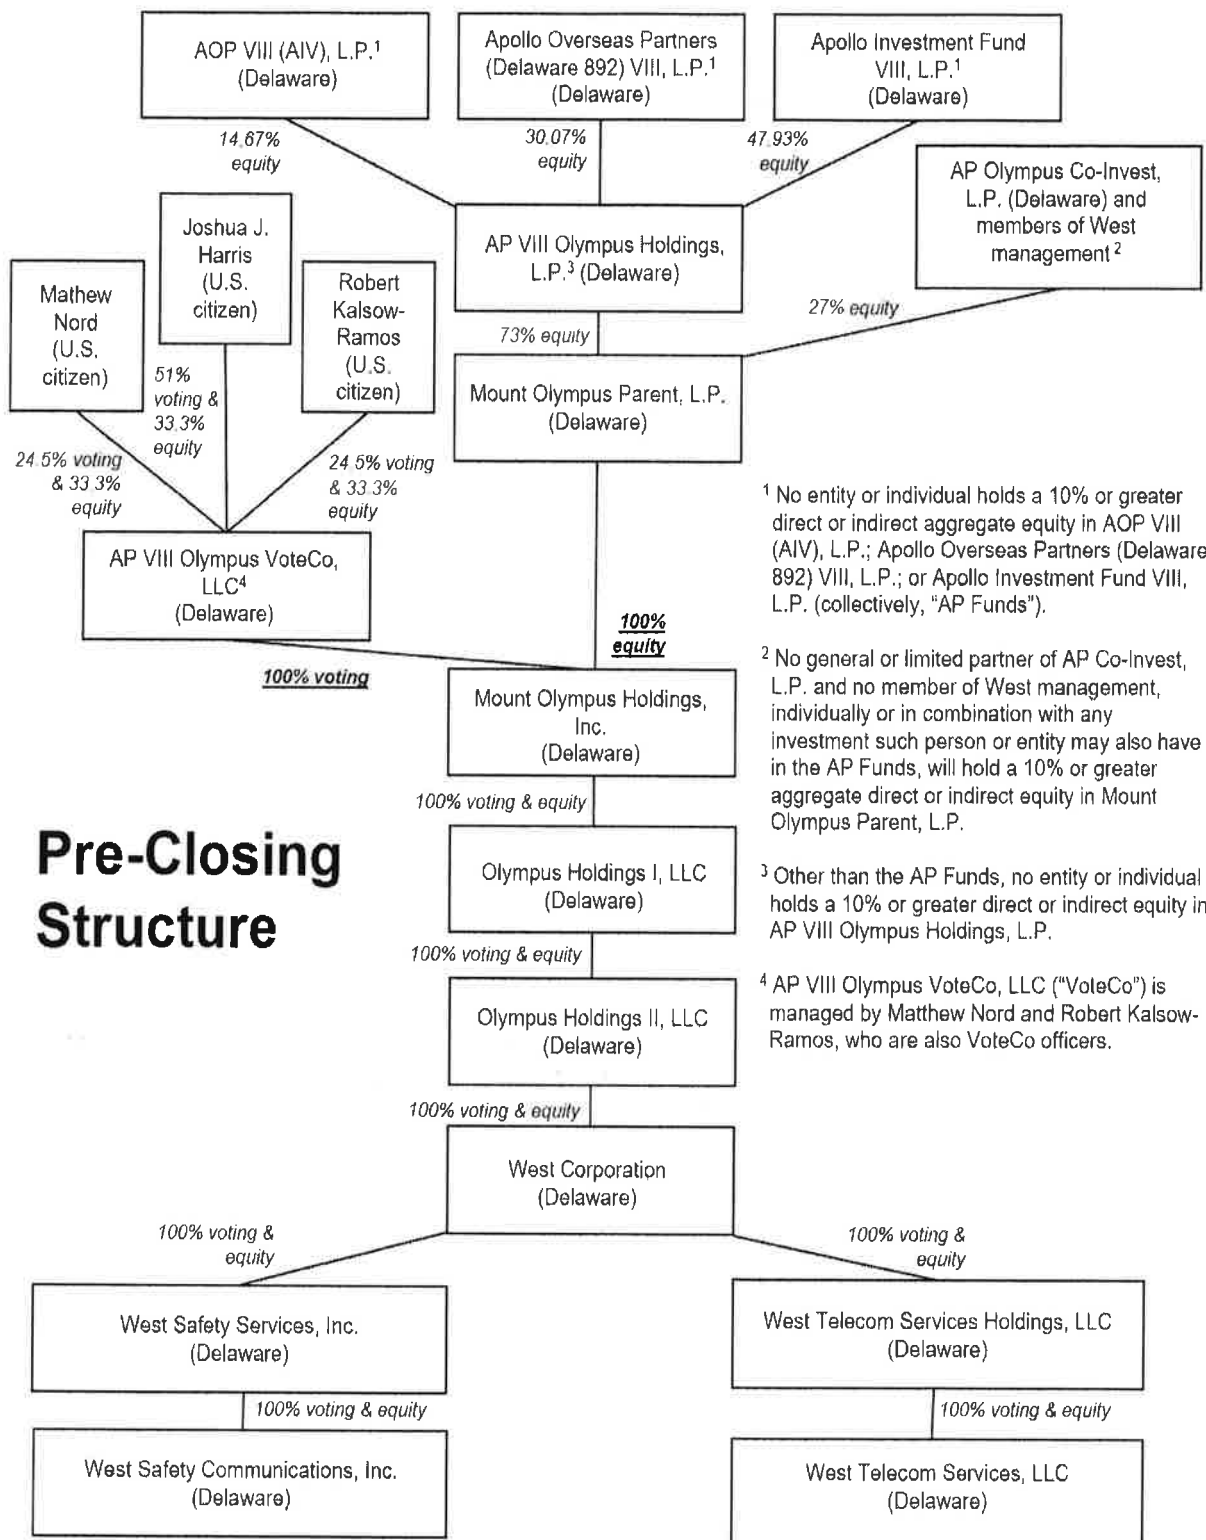 AOP VIII (AIV), L.P.¹
(Delaware)
Apollo Overseas Partners
(Delaware 892) VIII, L.P.¹
(Delaware)
Apollo Investment Fund
VIII, L.P.¹
(Delaware)
14.67%
equity
30.07%
equity
47.93%
equity
AP Olympus Co-Invest,
L.P. (Delaware) and
members of West
management ²
Joshua J.
Harris
(U.S.
citizen)
AP VIII Olympus Holdings,
L.P.³ (Delaware)
Mathew
Nord
(U.S.
citizen)
Robert
Kalsow-
Ramos
(U.S.
citizen)
27% equity
73% equity
51%
voting &
33.3%
equity
Mount Olympus Parent, L.P.
(Delaware)
24.5% voting
& 33.3%
equity
24.5% voting
& 33.3%
equity
AP VIII Olympus VoteCo,
LLC⁴
(Delaware)
100%
equity
100% voting
Mount Olympus Holdings,
Inc.
(Delaware)
100% voting & equity
Pre-Closing
Structure
Olympus Holdings I, LLC
(Delaware)
100% voting & equity
Olympus Holdings II, LLC
(Delaware)
100% voting & equity
West Corporation
(Delaware)
100% voting &
equity
100% voting &
equity
West Safety Services, Inc.
(Delaware)
West Telecom Services Holdings, LLC
(Delaware)
100% voting & equity
100% voting & equity
West Safety Communications, Inc.
(Delaware)
West Telecom Services, LLC
(Delaware)
¹ No entity or individual holds a 10% or greater
direct or indirect aggregate equity in AOP VIII
(AIV), L.P.; Apollo Overseas Partners (Delaware
892) VIII, L.P.; or Apollo Investment Fund VIII,
L.P. (collectively, “AP Funds”).
² No general or limited partner of AP Co-Invest,
L.P. and no member of West management,
individually or in combination with any
investment such person or entity may also have
in the AP Funds, will hold a 10% or greater
aggregate direct or indirect equity in Mount
Olympus Parent, L.P.
³ Other than the AP Funds, no entity or individual
holds a 10% or greater direct or indirect equity in
AP VIII Olympus Holdings, L.P.
⁴ AP VIII Olympus VoteCo, LLC (“VoteCo”) is
managed by Matthew Nord and Robert Kalsow-
Ramos, who are also VoteCo officers.